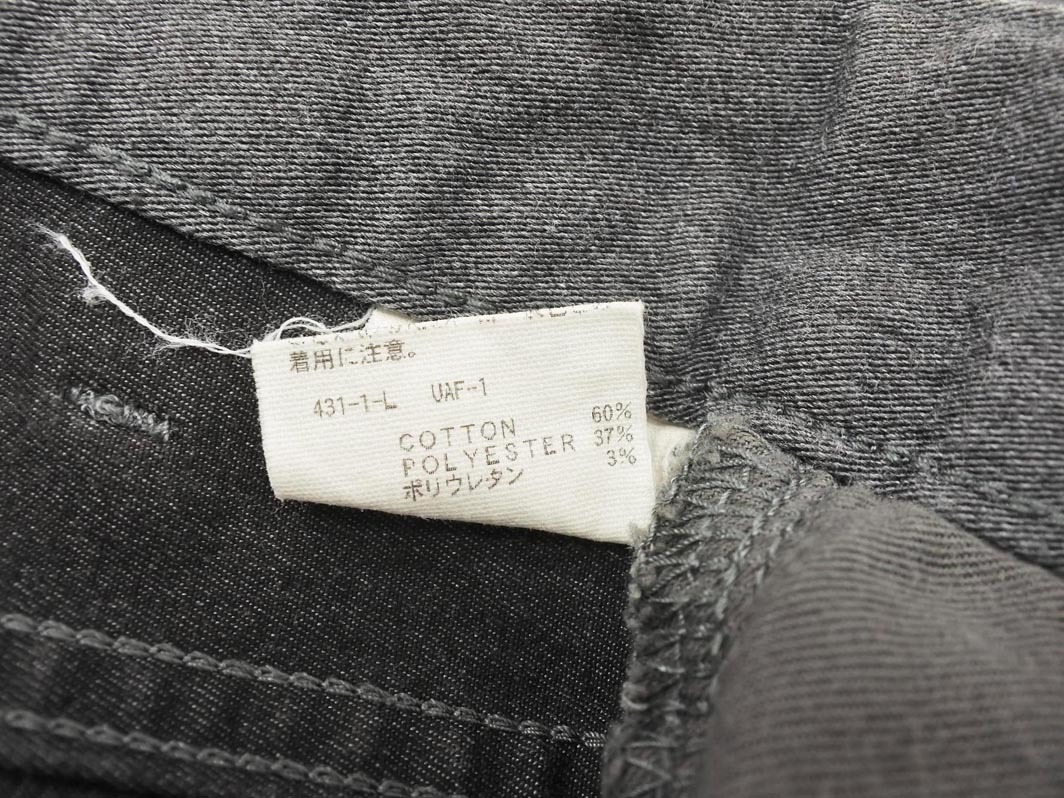 着用に注意。
431-1-L UAF-1
COTTON 60%
POLYESTER 37%
ポリウレタン 3%